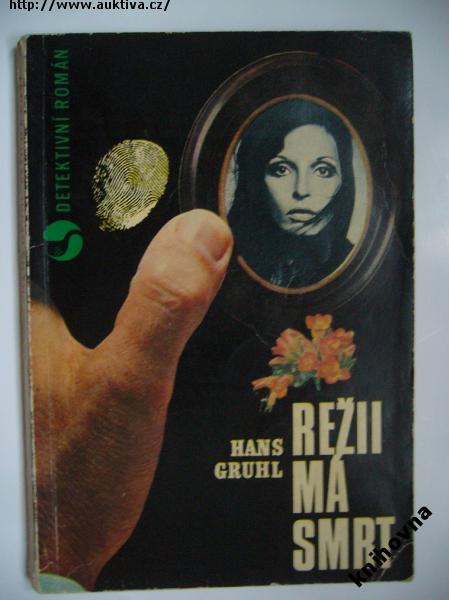 http://www.auktiva.cz/
DETEKTIVNÍ ROMÁN
HANS
GRUHL
REŽII
MÁ
SMRT
knihovna